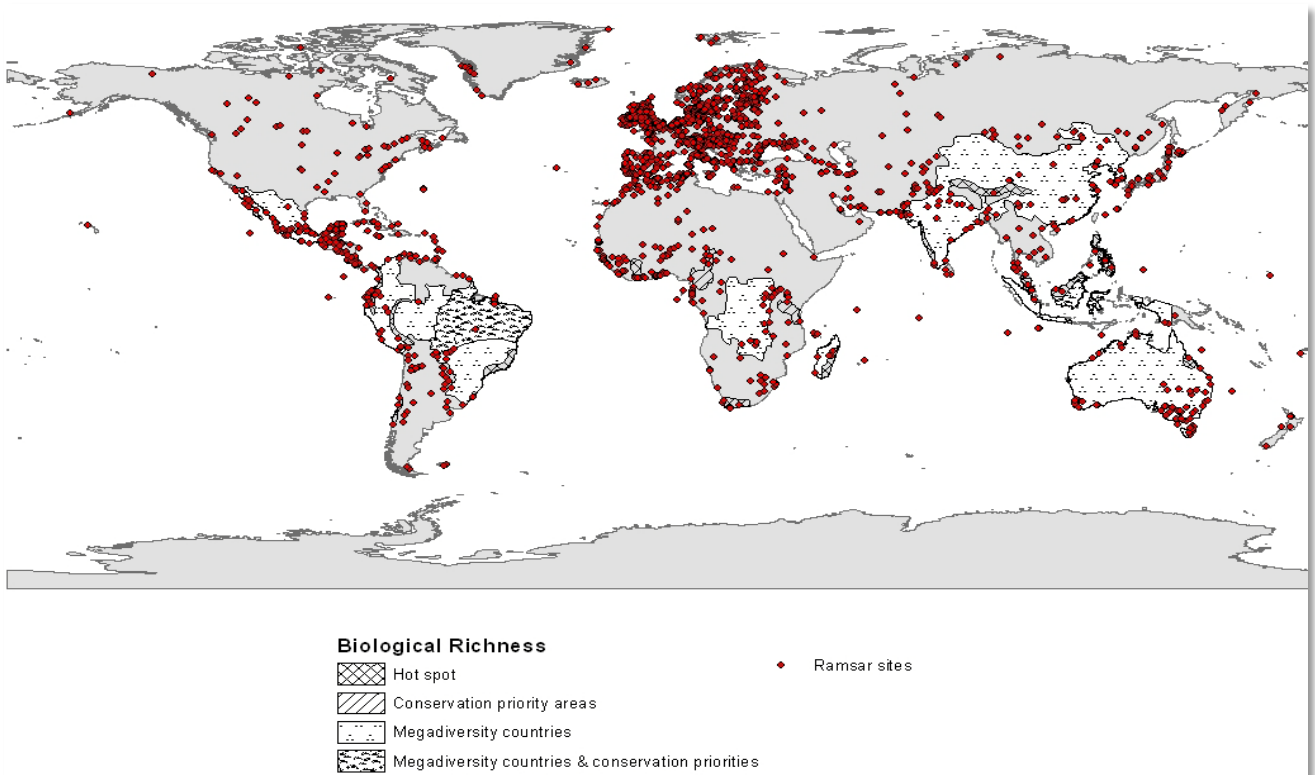 Biological Richness
Hot spot
Conservation priority areas
Megadiversity countries
Megadiversity countries & conservation priorities
Ramsar sites